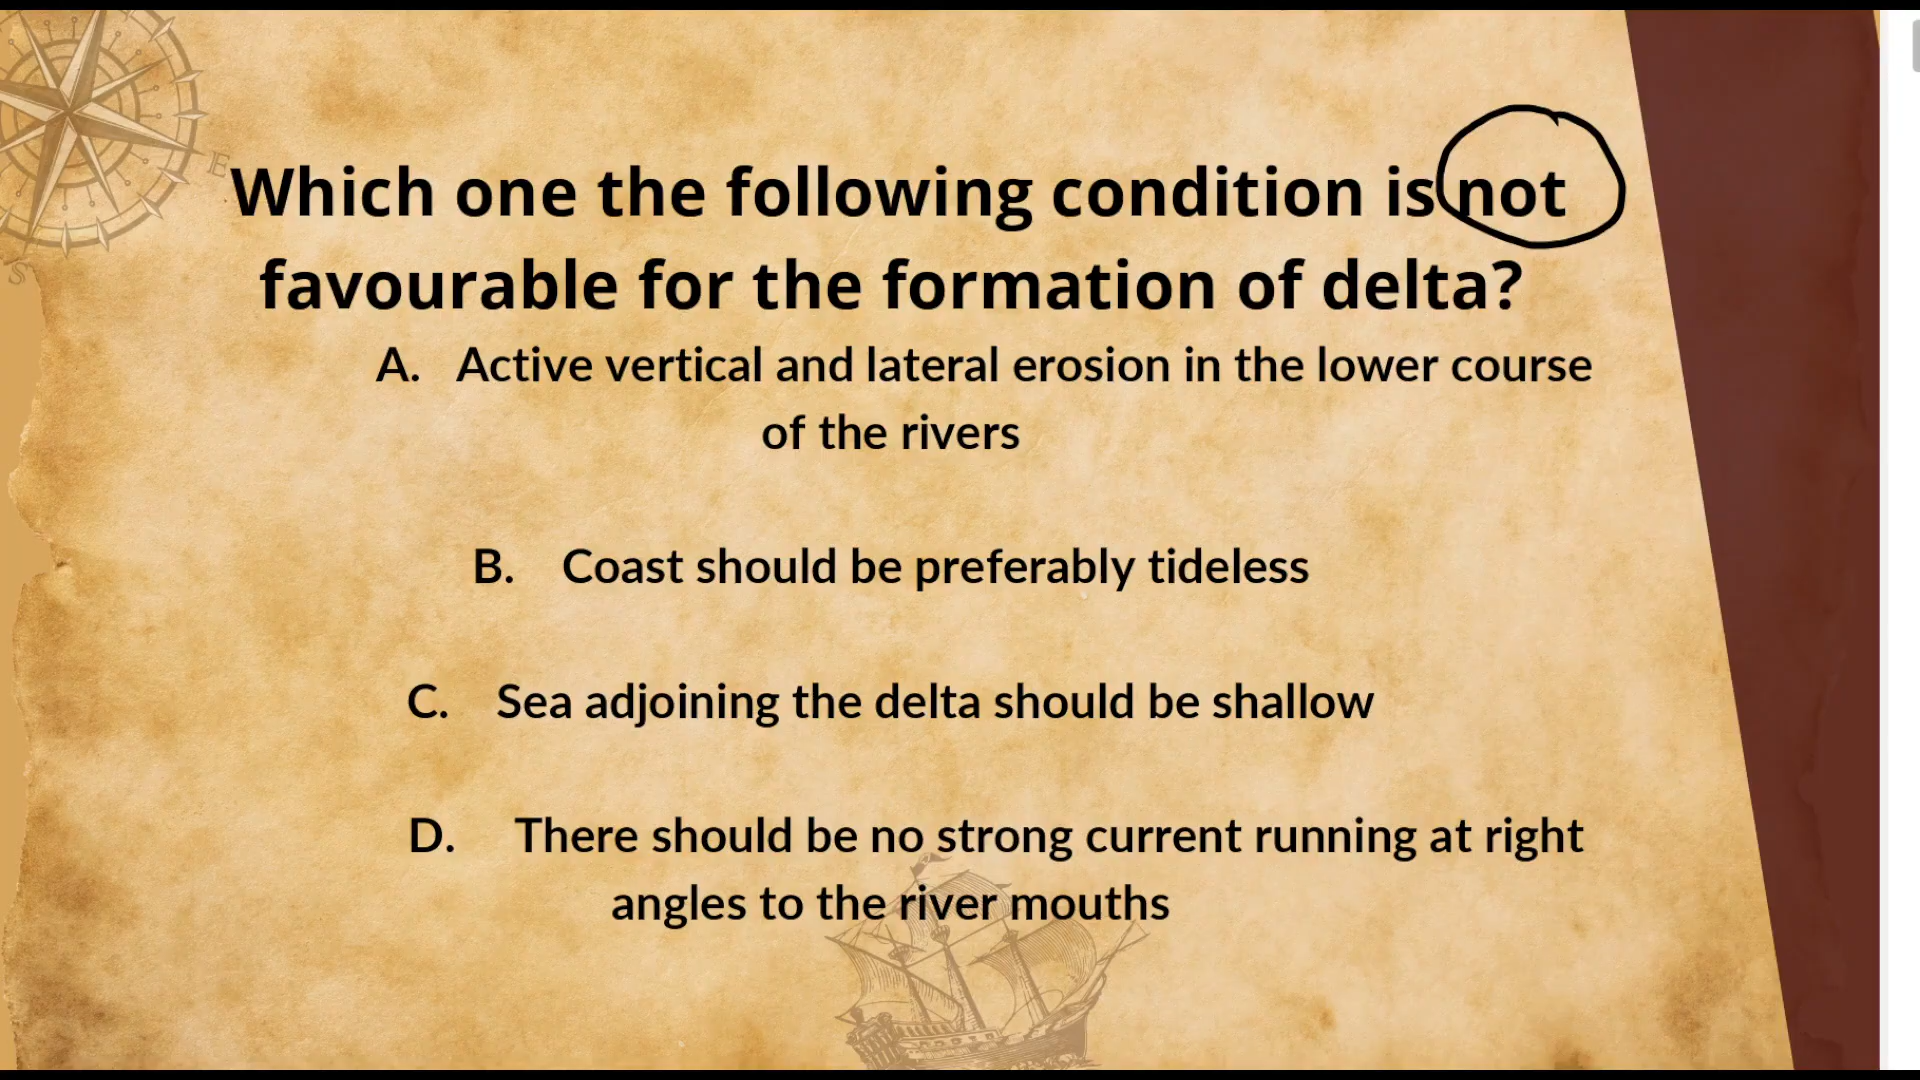 E
S
Which one the following condition is not
favourable for the formation of delta?
A. Active vertical and lateral erosion in the lower course
of the rivers
B. Coast should be preferably tideless
C. Sea adjoining the delta should be shallow
D. There should be no strong current running at right
angles to the river mouths